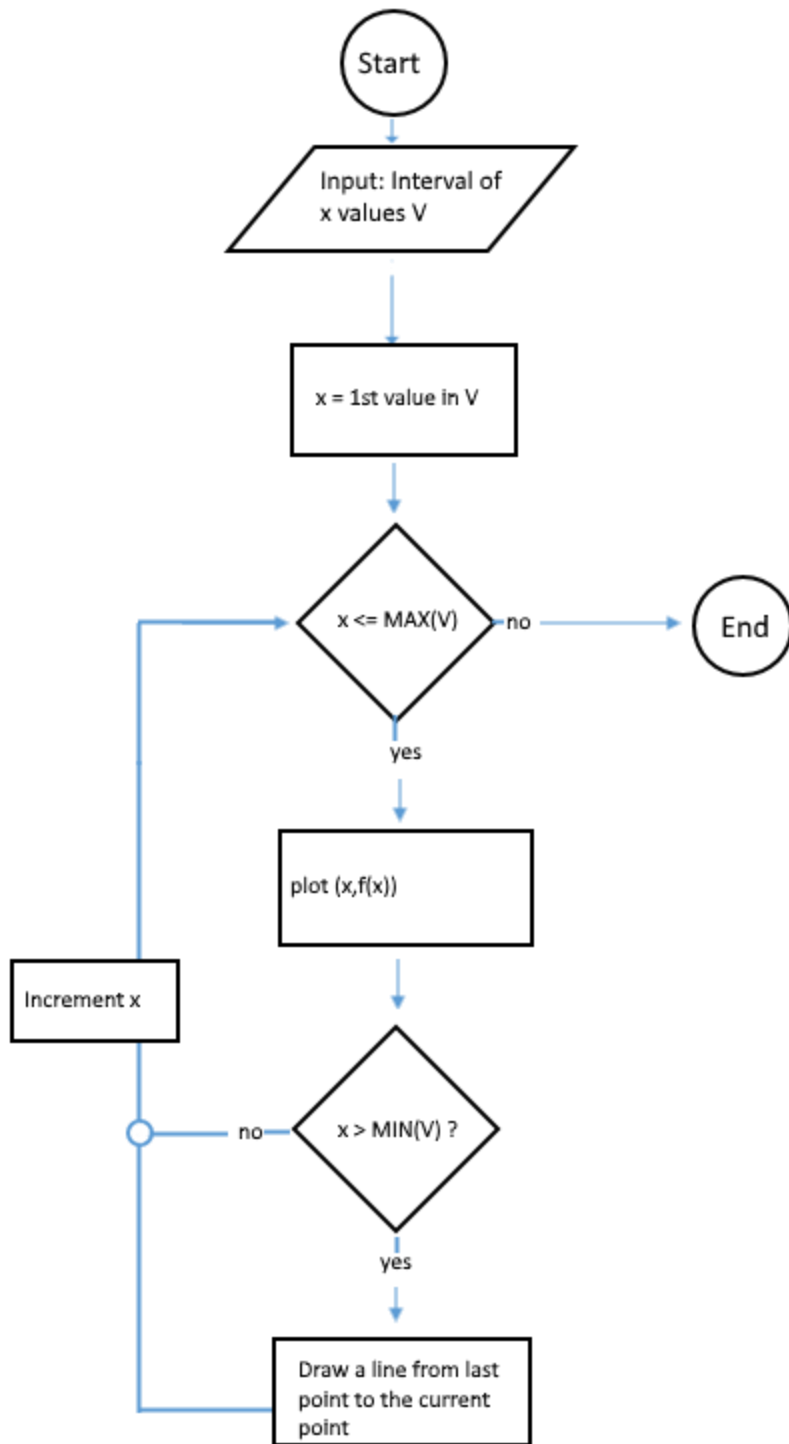 Start
Input: Interval of
x values V
x = 1st value in V
x <= MAX(V)
no
End
yes
plot (x,f(x))
Increment x
x > MIN(V) ?
no
yes
Draw a line from last
point to the current
point